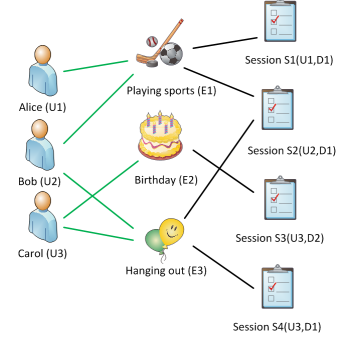 Session S1(U1,D1)
Playing sports (E1)
Alice (U1)
Session S2(U2,D1)
Birthday (E2)
Bob (U2)
Session S3(U3,D2)
Carol (U3)
Hanging out (E3)
Session S4(U3,D1)